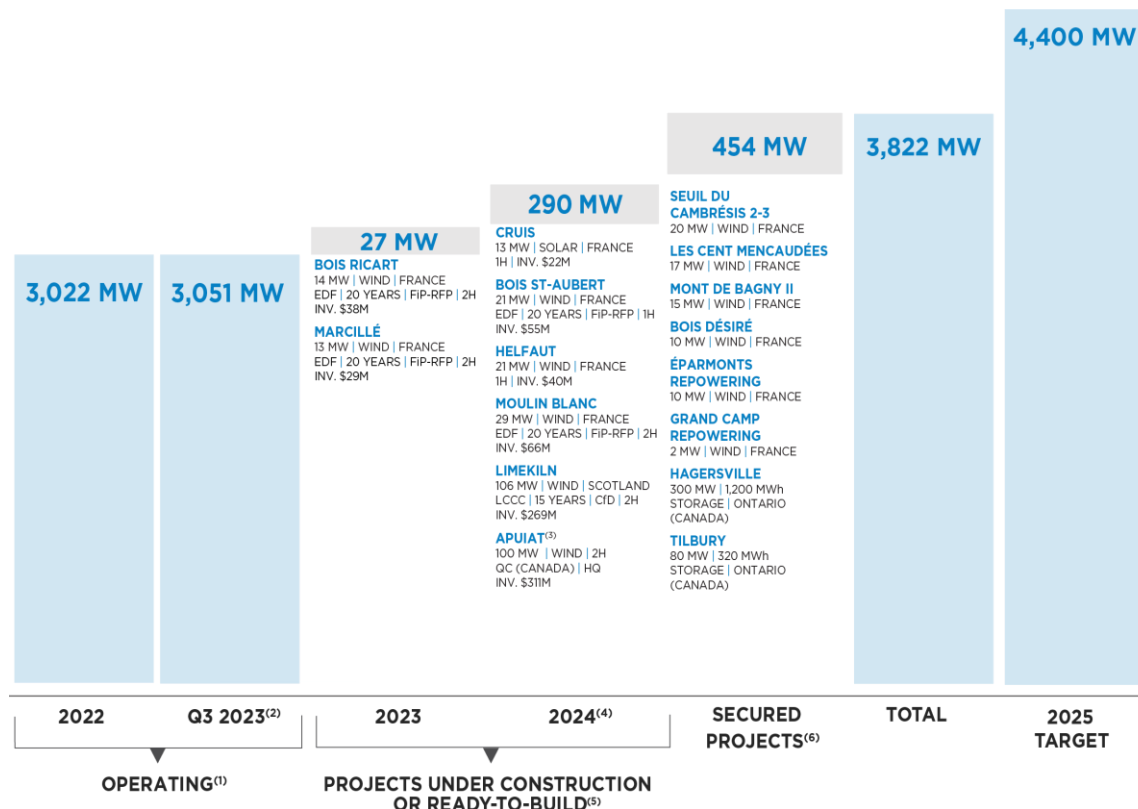 4,400 MW
454 MW
3,822 MW
290 MW
27 MW
3,022 MW
3,051 MW
BOIS RICART
14 MW | WIND | FRANCE
EDF | 20 YEARS | FiP-RFP | 2H
INV. $38M
MARCILLÉ
13 MW | WIND | FRANCE
EDF | 20 YEARS | FiP-RFP | 2H
INV. $29M
CRUIS
13 MW | SOLAR | FRANCE
1H | INV. $22M
BOIS ST-AUBERT
21 MW | WIND | FRANCE
EDF | 20 YEARS | FiP-RFP | 1H
INV. $55M
HELFAUT
21 MW | WIND | FRANCE
1H | INV. $40M
MOULIN BLANC
29 MW | WIND | FRANCE
EDF | 20 YEARS | FiP-RFP | 2H
INV. $66M
LIMEKILN
106 MW | WIND | SCOTLAND
LCCC | 15 YEARS | CfD | 2H
INV. $269M
APUIAT(3)
100 MW | WIND | 2H
QC (CANADA) | HQ
INV. $311M
SEUIL DU
CAMBRÉSIS 2-3
20 MW | WIND | FRANCE
LES CENT MENCAUDÉES
17 MW | WIND | FRANCE
MONT DE BAGNY II
15 MW | WIND | FRANCE
BOIS DÉSIRÉ
10 MW | WIND | FRANCE
ÉPARMONTS
REPOWERING
10 MW | WIND | FRANCE
GRAND CAMP
REPOWERING
2 MW | WIND | FRANCE
HAGERSVILLE
300 MW | 1,200 MWh
STORAGE | ONTARIO
(CANADA)
TILBURY
80 MW | 320 MWh
STORAGE | ONTARIO
(CANADA)
2022
Q3 2023(2)
2023
2024(4)
SECURED
PROJECTS(6)
TOTAL
2025
TARGET
OPERATING(1)
PROJECTS UNDER CONSTRUCTION
OR READY-TO-BUILD(5)